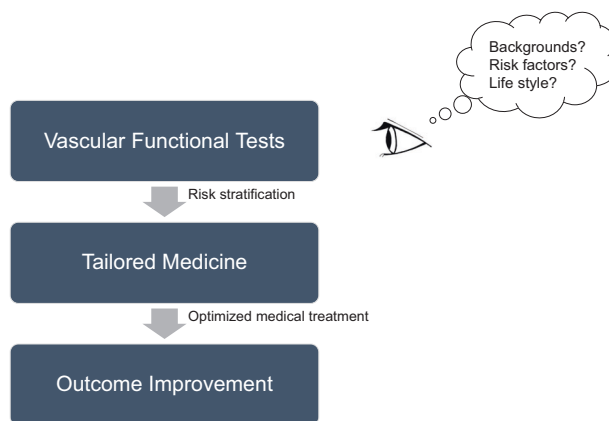 Backgrounds?
Risk factors?
Life style?
Vascular Functional Tests
Risk stratification
Tailored Medicine
Optimized medical treatment
Outcome Improvement